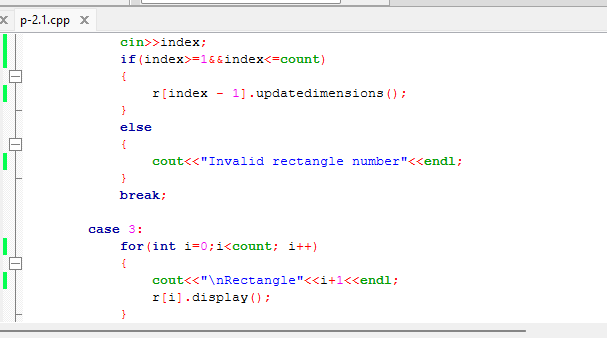 p-2.1.cpp
cin>>index;
if(index>=1&&index<=count)
{
r[index - 1].updatedimensions();
}
else
{
cout<<"Invalid rectangle number"<<endl;
}
break;
case 3:
for(int i=0;i<count; i++)
{
cout<<"\nRectangle"<<i+1<<endl;
r[i].display();
}